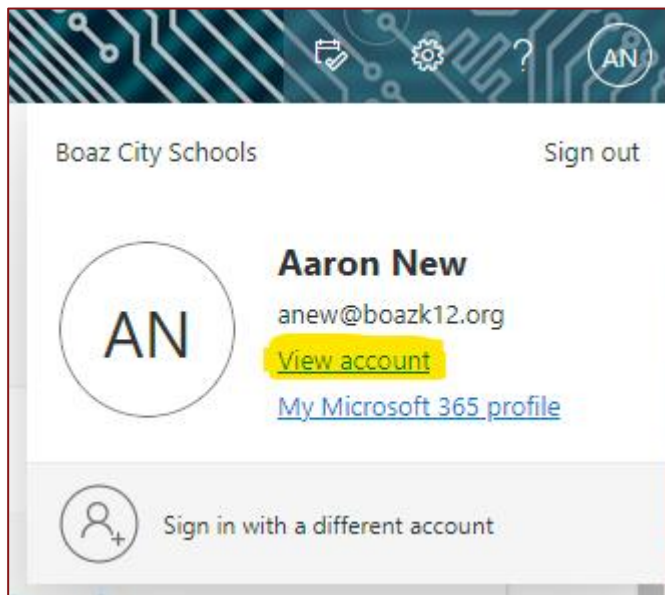 ? AN
Boaz City Schools Sign out
AN
Aaron New
anew@boazk12.org
View account
My Microsoft 365 profile
Sign in with a different account